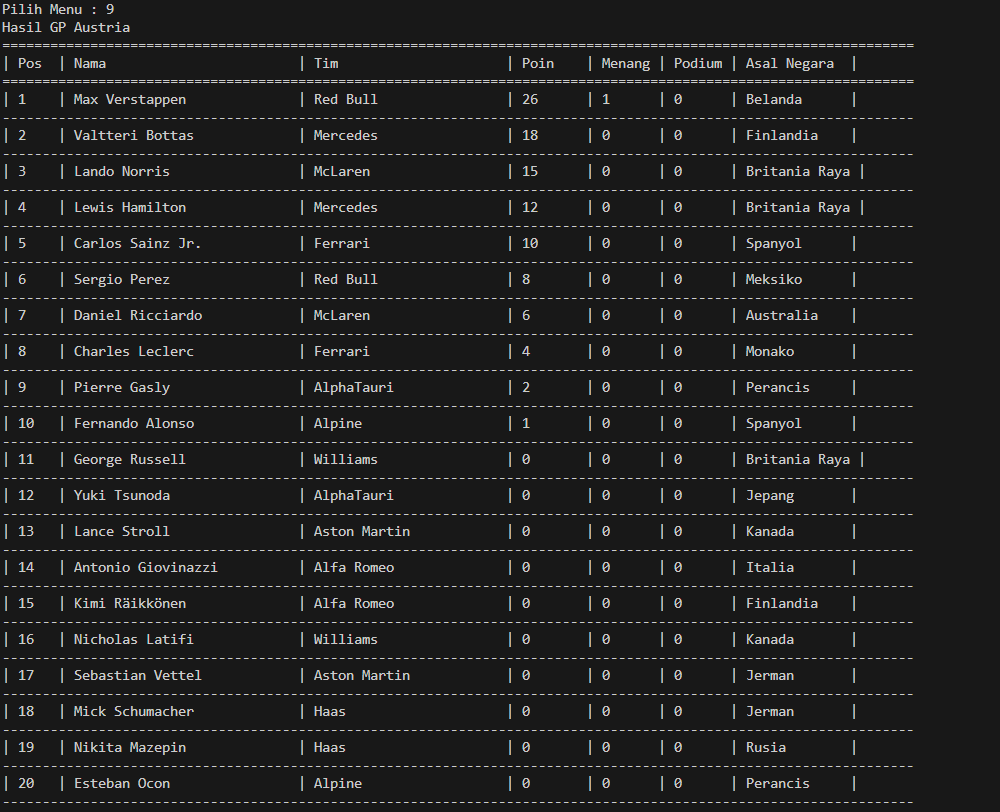 Pilih Menu : 9
Hasil GP Austria
==================================================================================================================
| Pos  | Nama                        | Tim                     | Poin    | Menang | Podium | Asal Negara  |
==================================================================================================================
| 1    | Max Verstappen              | Red Bull                | 26      | 1      | 0      | Belanda      |
------------------------------------------------------------------------------------------------------------------
| 2    | Valtteri Bottas             | Mercedes                | 18      | 0      | 0      | Finlandia    |
------------------------------------------------------------------------------------------------------------------
| 3    | Lando Norris                | McLaren                 | 15      | 0      | 0      | Britania Raya |
------------------------------------------------------------------------------------------------------------------
| 4    | Lewis Hamilton              | Mercedes                | 12      | 0      | 0      | Britania Raya |
------------------------------------------------------------------------------------------------------------------
| 5    | Carlos Sainz Jr.            | Ferrari                 | 10      | 0      | 0      | Spanyol      |
------------------------------------------------------------------------------------------------------------------
| 6    | Sergio Perez                | Red Bull                | 8       | 0      | 0      | Meksiko      |
------------------------------------------------------------------------------------------------------------------
| 7    | Daniel Ricciardo            | McLaren                 | 6       | 0      | 0      | Australia    |
------------------------------------------------------------------------------------------------------------------
| 8    | Charles Leclerc             | Ferrari                 | 4       | 0      | 0      | Monako       |
------------------------------------------------------------------------------------------------------------------
| 9    | Pierre Gasly                | AlphaTauri              | 2       | 0      | 0      | Perancis     |
------------------------------------------------------------------------------------------------------------------
| 10   | Fernando Alonso             | Alpine                  | 1       | 0      | 0      | Spanyol      |
------------------------------------------------------------------------------------------------------------------
| 11   | George Russell              | Williams                | 0       | 0      | 0      | Britania Raya |
------------------------------------------------------------------------------------------------------------------
| 12   | Yuki Tsunoda                | AlphaTauri              | 0       | 0      | 0      | Jepang       |
------------------------------------------------------------------------------------------------------------------
| 13   | Lance Stroll                | Aston Martin            | 0       | 0      | 0      | Kanada       |
------------------------------------------------------------------------------------------------------------------
| 14   | Antonio Giovinazzi          | Alfa Romeo              | 0       | 0      | 0      | Italia       |
------------------------------------------------------------------------------------------------------------------
| 15   | Kimi Räikkönen              | Alfa Romeo              | 0       | 0      | 0      | Finlandia    |
------------------------------------------------------------------------------------------------------------------
| 16   | Nicholas Latifi             | Williams                | 0       | 0      | 0      | Kanada       |
------------------------------------------------------------------------------------------------------------------
| 17   | Sebastian Vettel            | Aston Martin            | 0       | 0      | 0      | Jerman       |
------------------------------------------------------------------------------------------------------------------
| 18   | Mick Schumacher             | Haas                    | 0       | 0      | 0      | Jerman       |
------------------------------------------------------------------------------------------------------------------
| 19   | Nikita Mazepin              | Haas                    | 0       | 0      | 0      | Rusia        |
------------------------------------------------------------------------------------------------------------------
| 20   | Esteban Ocon                | Alpine                  | 0       | 0      | 0      | Perancis     |
------------------------------------------------------------------------------------------------------------------